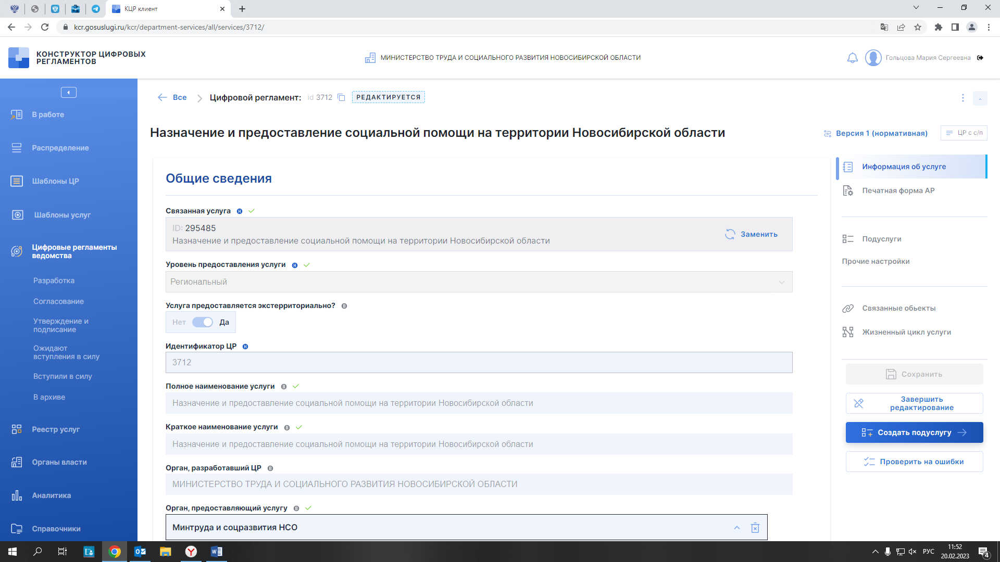 КЦР клиент
kcr.gosuslugi.ru/kcr/department-services/all/services/3712/
КОНСТРУКТОР ЦИФРОВЫХ
РЕГЛАМЕНТОВ
МИНИСТЕРСТВО ТРУДА И СОЦИАЛЬНОГО РАЗВИТИЯ НОВОСИБИРСКОЙ ОБЛАСТИ
Гольцова Мария Сергеевна
В работе
Распределение
Шаблоны ЦР
Шаблоны услуг
Цифровые регламенты
ведомства
Разработка
Согласование
Утверждение и
подписание
Ожидают
вступления в силу
Вступили в силу
В архиве
Реестр услуг
Органы власти
Аналитика
Справочники
Все
Цифровой регламент: id 3712 РЕДАКТИРУЕТСЯ
Назначение и предоставление социальной помощи на территории Новосибирской области
Версия 1 (нормативная)
ЦР с с/п
Общие сведения
Связанная услуга
ID: 295485
Назначение и предоставление социальной помощи на территории Новосибирской области
Заменить
Уровень предоставления услуги
Региональный
Услуга предоставляется экстерриториально?
Нет Да
Идентификатор ЦР
3712
Полное наименование услуги
Назначение и предоставление социальной помощи на территории Новосибирской области
Краткое наименование услуги
Назначение и предоставление социальной помощи на территории Новосибирской области
Орган, разработавший ЦР
МИНИСТЕРСТВО ТРУДА И СОЦИАЛЬНОГО РАЗВИТИЯ НОВОСИБИРСКОЙ ОБЛАСТИ
Орган, предоставляющий услугу
Минтруда и соцразвития НСО
Информация об услуге
Печатная форма АР
Подуслуги
Прочие настройки
Связанные обьекты
Жизненный цикл услуги
Сохранить
Завершить
редактирование
Создать подуслугу
Проверить на ошибки
РУС
11:52
20.02.2023
4